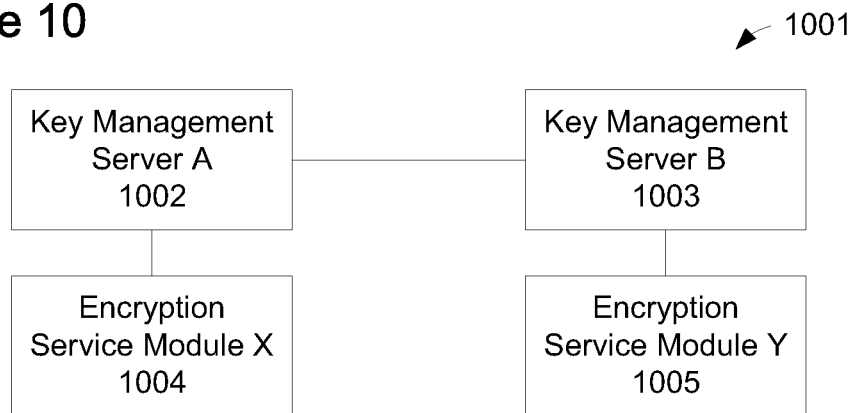 e 10
1001
Key Management
Server A
1002
Key Management
Server B
1003
Encryption
Service Module X
1004
Encryption
Service Module Y
1005